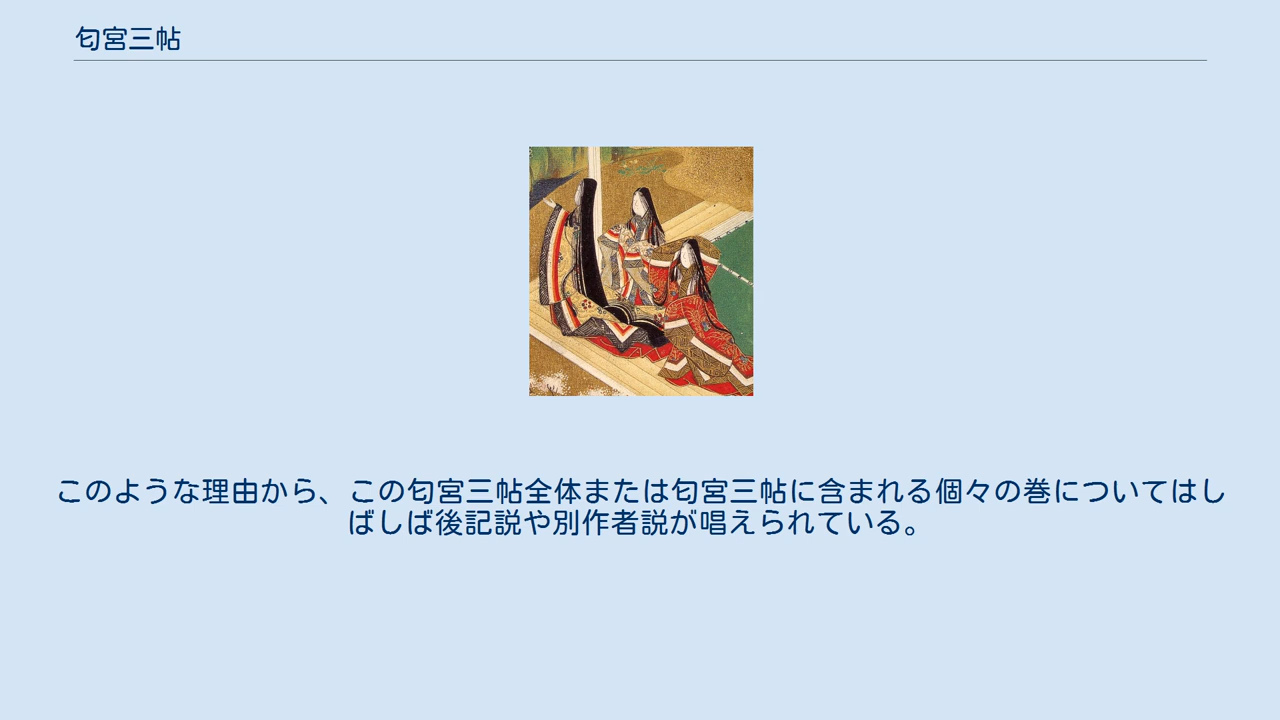 匂宮三帖
このような理由から、この匂宮三帖全体または匂宮三帖に含まれる個々の巻についてはし
ばしば後記説や別作者説が唱えられている。